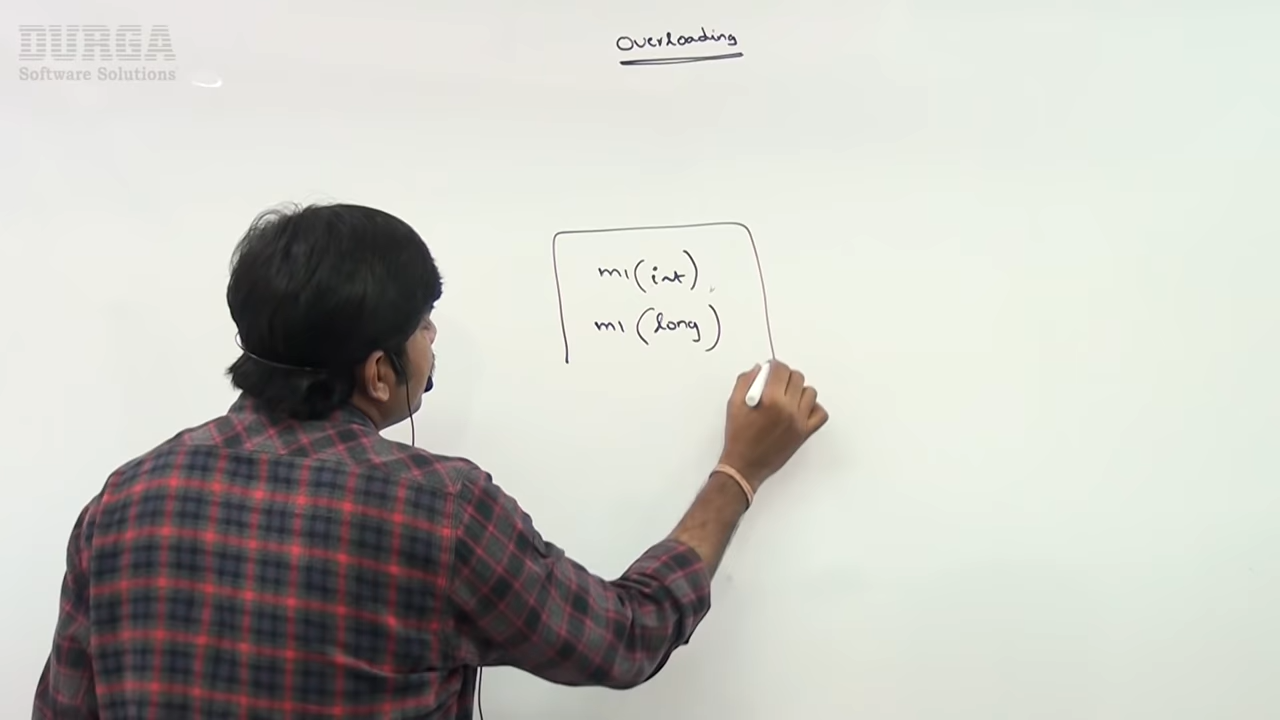 DURGA
Software Solutions
Overloading
m1(int)
m1(long)